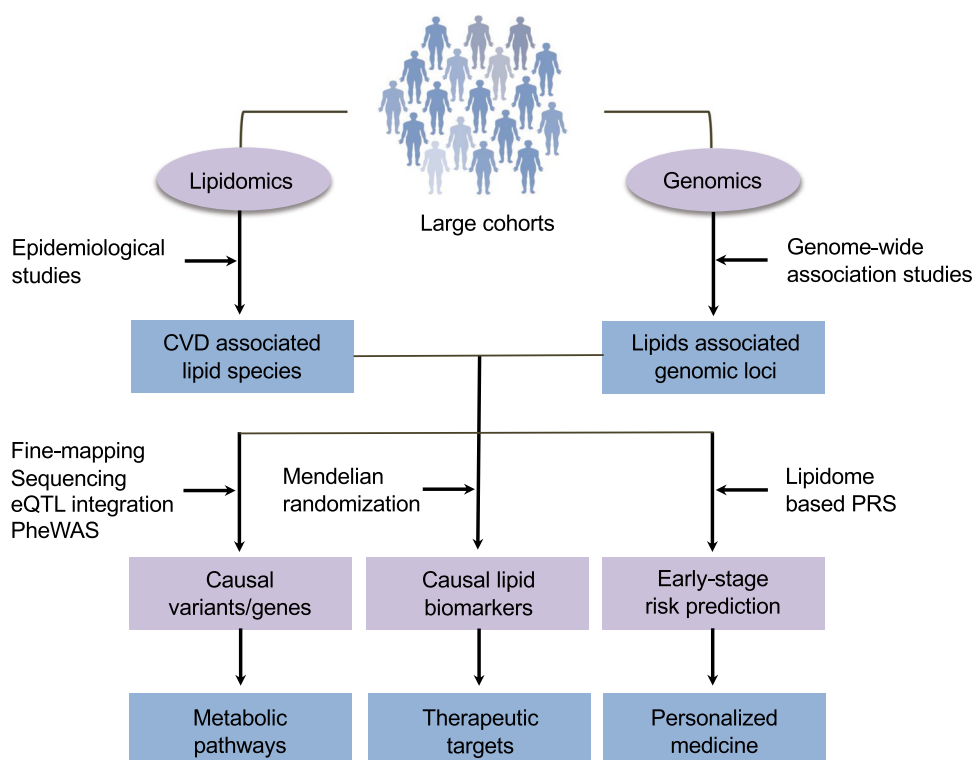 Large cohorts
Lipidomics
Genomics
Epidemiological
studies
Genome-wide
association studies
CVD associated
lipid species
Lipids associated
genomic loci
Fine-mapping
Sequencing
eQTL integration
PheWAS
Mendelian
randomization
Lipidome
based PRS
Causal
variants/genes
Causal lipid
biomarkers
Early-stage
risk prediction
Metabolic
pathways
Therapeutic
targets
Personalized
medicine